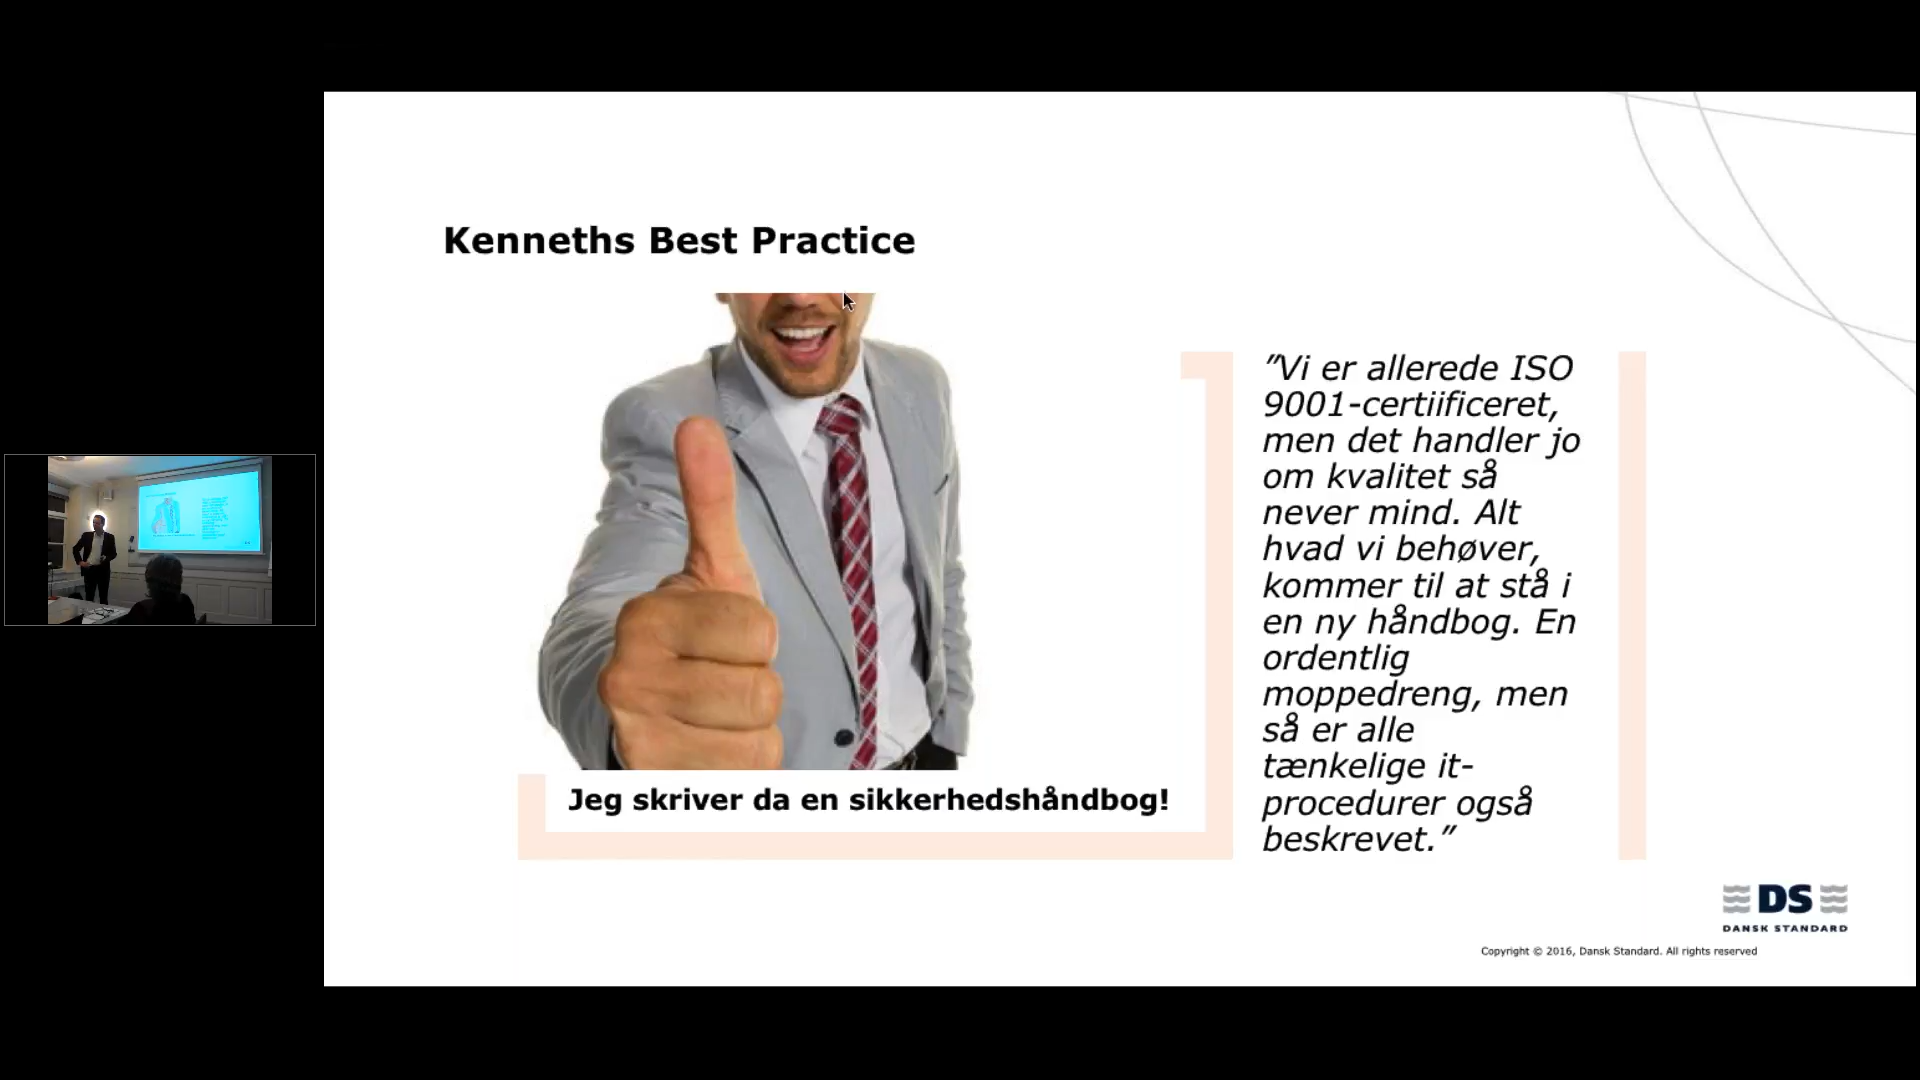 Kenneths Best Practice
Jeg skriver da en sikkerhedshåndbog!
”Vi er allerede ISO
9001-certiificeret,
men det handler jo
om kvalitet så
never mind. Alt
hvad vi behøver,
kommer til at stå i
en ny håndbog. En
ordentlig
moppedreng, men
så er alle
tænkelige it-
procedurer også
beskrevet.”
DS
DANSK STANDARD
Copyright © 2016, Dansk Standard. All rights reserved